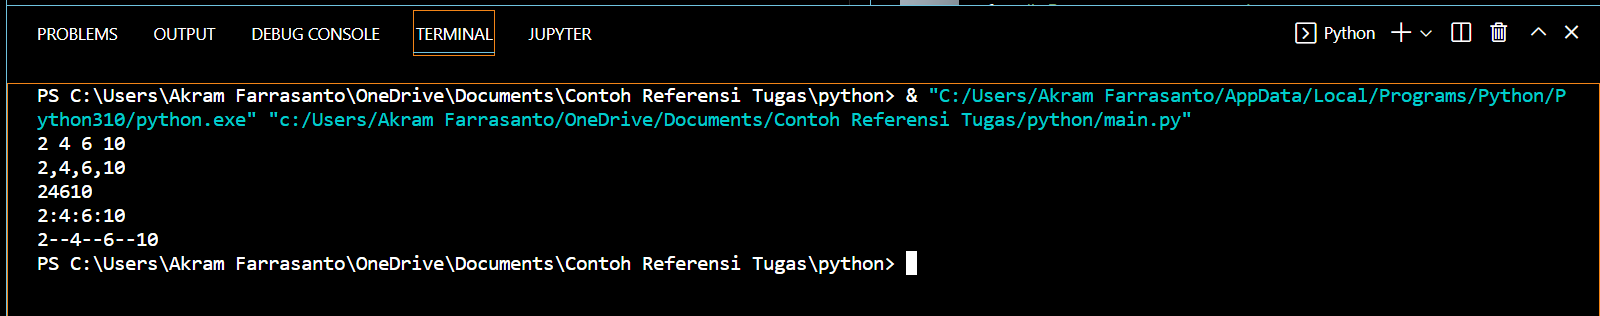 PROBLEMS OUTPUT DEBUG CONSOLE TERMINAL JUPYTER Python
PS C:\Users\Akram Farrasanto\OneDrive\Documents\Contoh Referensi Tugas\python> & "C:/Users/Akram Farrasanto/AppData/Local/Programs/Python/P
ython310/python.exe" "c:/Users/Akram Farrasanto/OneDrive/Documents/Contoh Referensi Tugas/python/main.py"
2 4 6 10
2,4,6,10
24610
2:4:6:10
2--4--6--10
PS C:\Users\Akram Farrasanto\OneDrive\Documents\Contoh Referensi Tugas\python>